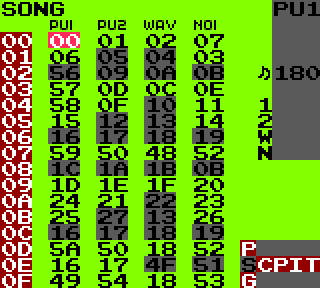 SONG PU1
PU1 PU2 WAV NOI
00 00 01 02 07
01 06 05 04 03
02 56 09 0A 0B 180
03 57 0D 0C 0E
04 58 0F 10 11 1
05 15 12 13 14 2
06 16 17 18 19 W
07 59 50 48 52 N
08 1C 1A 1B 0B
09 1D 1E 1F 20
0A 24 21 22 23
0B 25 27 13 26
0C 16 17 18 19
0D 5A 50 18 52 P
0E 16 17 4F 51 SCPIT
0F 49 54 18 53 G